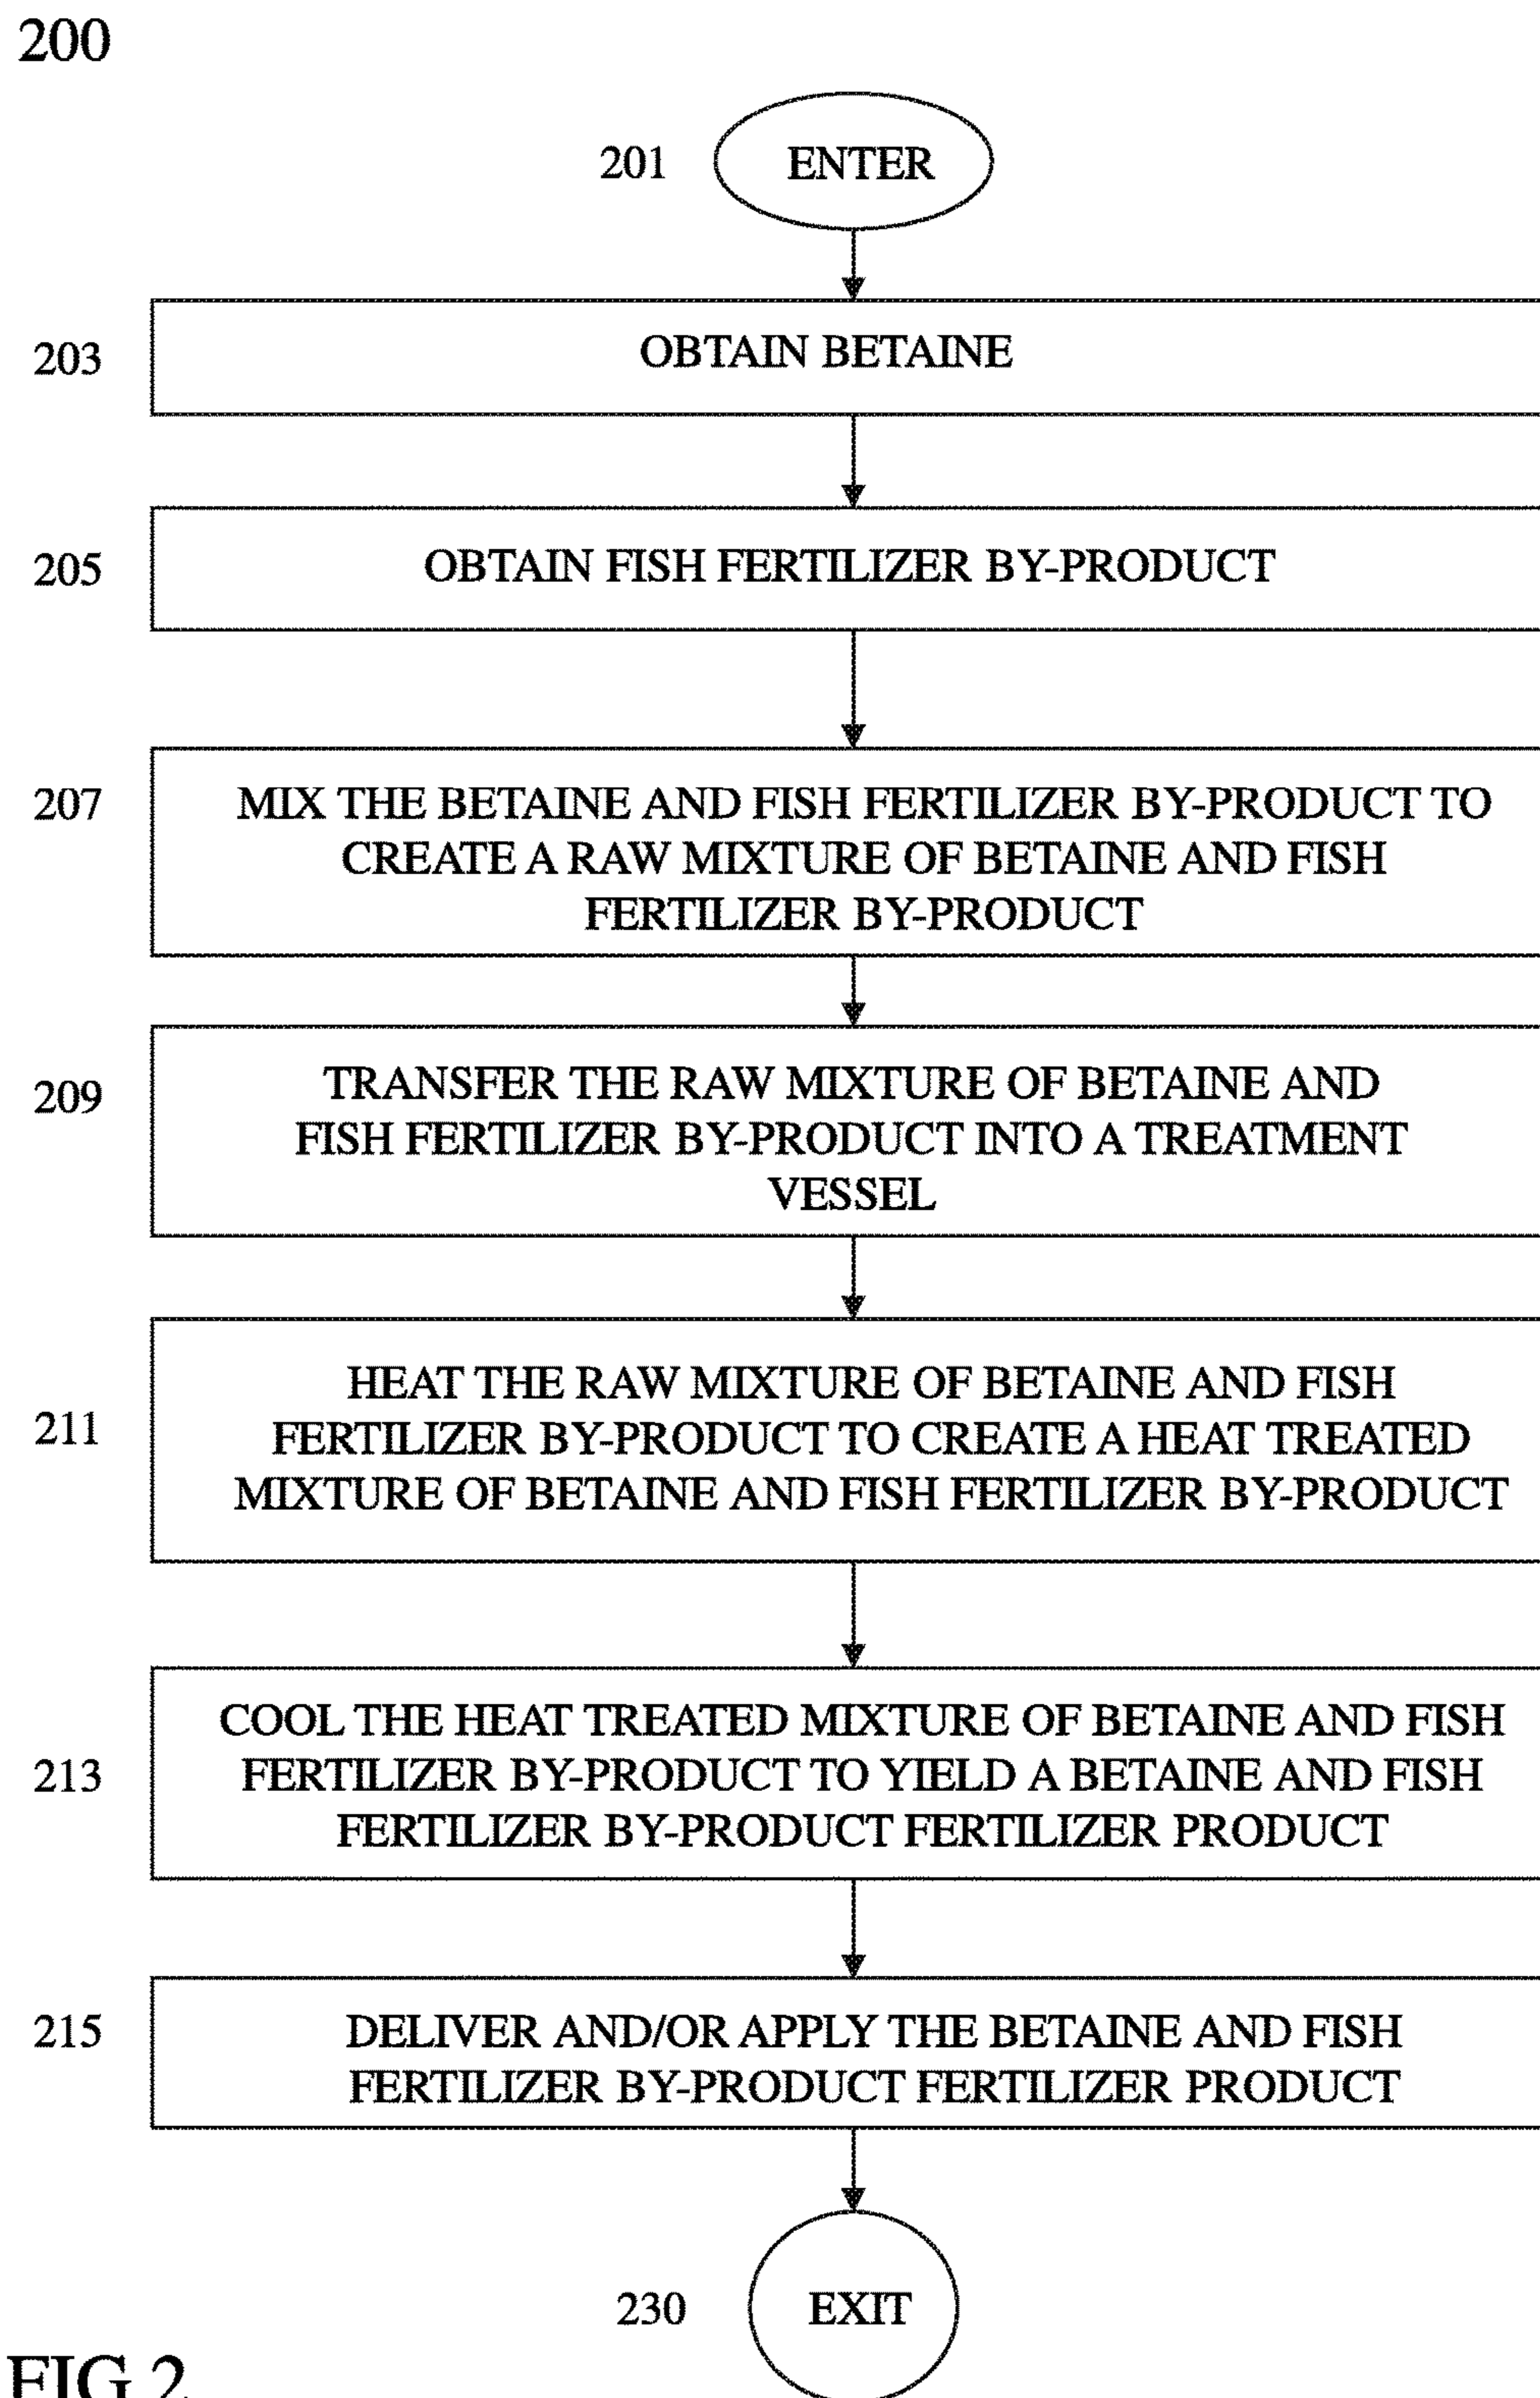 200
201
ENTER
203
OBTAIN BETAINE
205
OBTAIN FISH FERTILIZER BY-PRODUCT
207
MIX THE BETAINE AND FISH FERTILIZER BY-PRODUCT TO
CREATE A RAW MIXTURE OF BETAINE AND FISH
FERTILIZER BY-PRODUCT
209
TRANSFER THE RAW MIXTURE OF BETAINE AND
FISH FERTILIZER BY-PRODUCT INTO A TREATMENT
VESSEL
211
HEAT THE RAW MIXTURE OF BETAINE AND FISH
FERTILIZER BY-PRODUCT TO CREATE A HEAT TREATED
MIXTURE OF BETAINE AND FISH FERTILIZER BY-PRODUCT
213
COOL THE HEAT TREATED MIXTURE OF BETAINE AND FISH
FERTILIZER BY-PRODUCT TO YIELD A BETAINE AND FISH
FERTILIZER BY-PRODUCT FERTILIZER PRODUCT
215
DELIVER AND/OR APPLY THE BETAINE AND FISH
FERTILIZER BY-PRODUCT FERTILIZER PRODUCT
230
EXIT
FIG 2